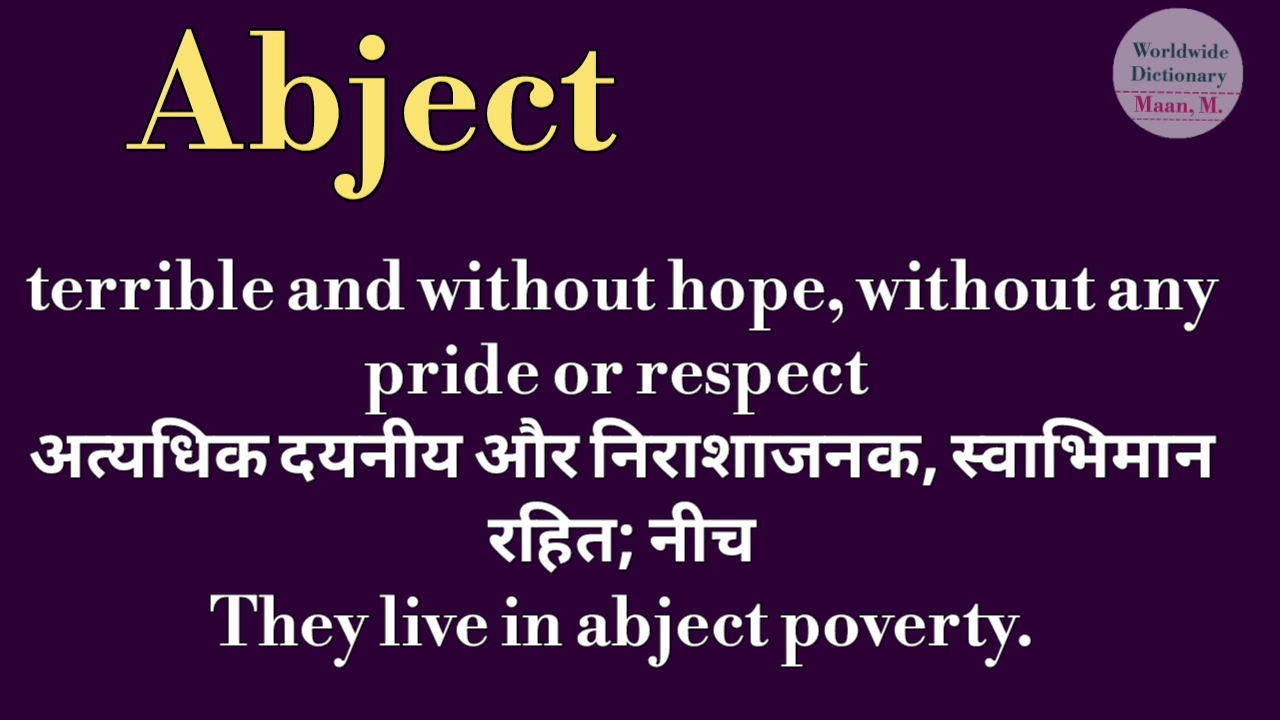 Abject
Worldwide
Dictionary
Maan, M.
terrible and without hope, without any
pride or respect
अत्यधिक दयनीय और निराशाजनक, स्वाभिमान
रहित; नीच
They live in abject poverty.